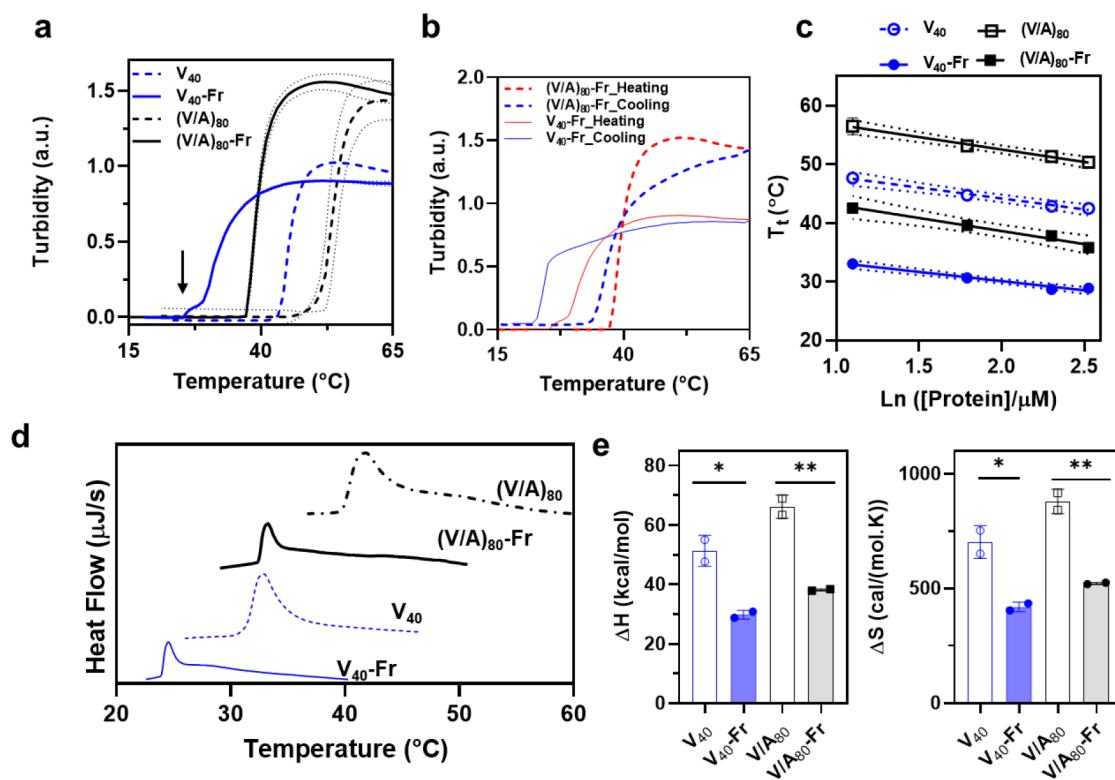 a
V₄₀
V₄₀-Fr
(V/A)₈₀
(V/A)₈₀-Fr
Turbidity (a.u.)
1.5
1.0
0.5
0.0
15
40
65
Temperature (°C)
b
(V/A)₈₀-Fr_Heating
(V/A)₈₀-Fr_Cooling
V₄₀-Fr_Heating
V₄₀-Fr_Cooling
Turbidity (a.u.)
2.0
1.5
1.0
0.5
0.0
15
40
65
Temperature (°C)
c
V₄₀
(V/A)₈₀
V₄₀-Fr
(V/A)₈₀-Fr
Tₜ (°C)
60
50
40
30
20
1.0
1.5
2.0
2.5
Ln ([Protein]/μM)
d
Heat Flow (μJ/s)
(V/A)₈₀
(V/A)₈₀-Fr
V₄₀
V₄₀-Fr
20
30
40
50
60
Temperature (°C)
e
ΔH (kcal/mol)
80
60
40
20
0
*
**
V₄₀
V₄₀-Fr
V/A₈₀
V/A₈₀-Fr
ΔS (cal/(mol.K)
1000
500
0
*
**
V₄₀
V₄₀-Fr
V/A₈₀
V/A₈₀-Fr